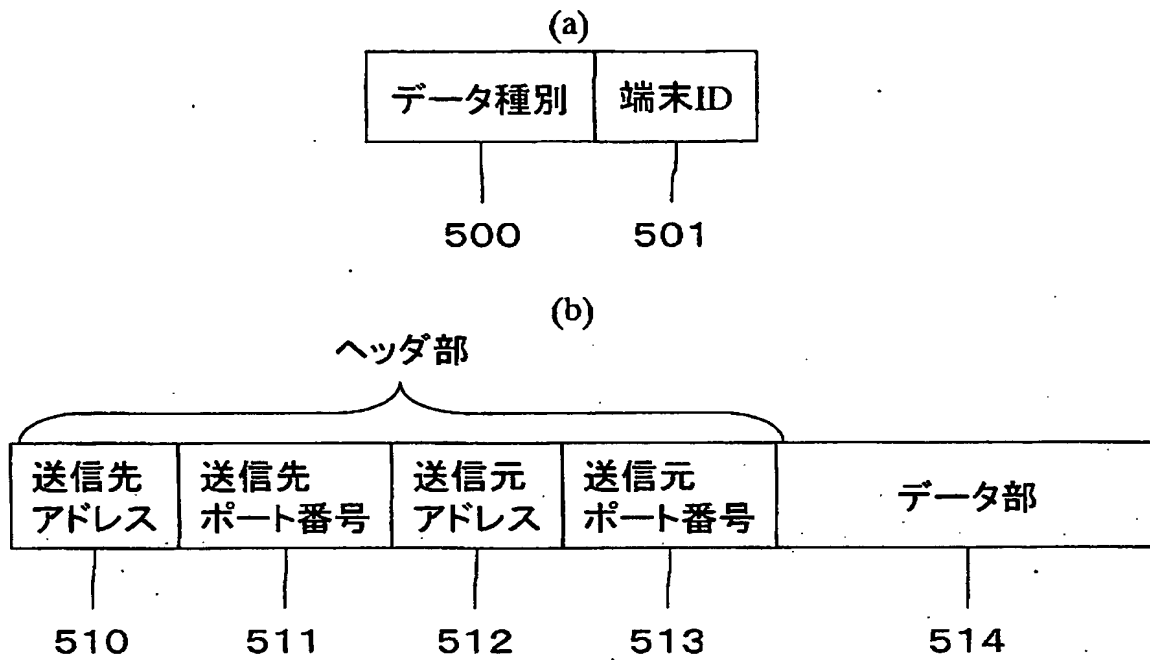 (a)
データ種別 端末ID
500 501
(b)
ヘッダ部
送信先 送信先 送信元 送信元
アドレス ポート番号 アドレス ポート番号 データ部
510 511 512 513 514